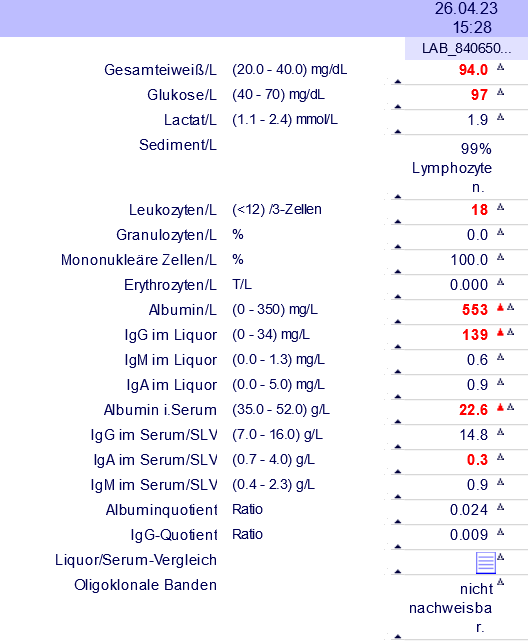 26.04.23
15:28
LAB_840650...
Gesamteiweiß/L (20.0 - 40.0) mg/dL 94.0
Glukose/L (40 - 70) mg/dL 97
Lactat/L (1.1 - 2.4) mmol/L 1.9
Sediment/L 99%
Lymphozyte
n.
Leukozyten/L (<12) /3-Zellen 18
Granulozyten/L % 0.0
Mononukleäre Zellen/L % 100.0
Erythrozyten/L T/L 0.000
Albumin/L (0 - 350) mg/L 553
IgG im Liquor (0 - 34) mg/L 139
IgM im Liquor (0.0 - 1.3) mg/L 0.6
IgA im Liquor (0.0 - 5.0) mg/L 0.9
Albumin i.Serum (35.0 - 52.0) g/L 22.6
IgG im Serum/SLV (7.0 - 16.0) g/L 14.8
IgA im Serum/SLV (0.7 - 4.0) g/L 0.3
IgM im Serum/SLV (0.4 - 2.3) g/L 0.9
Albuminquotient Ratio 0.024
IgG-Quotient Ratio 0.009
Liquor/Serum-Vergleich
Oligoklonale Banden nicht
nachweisba
r.